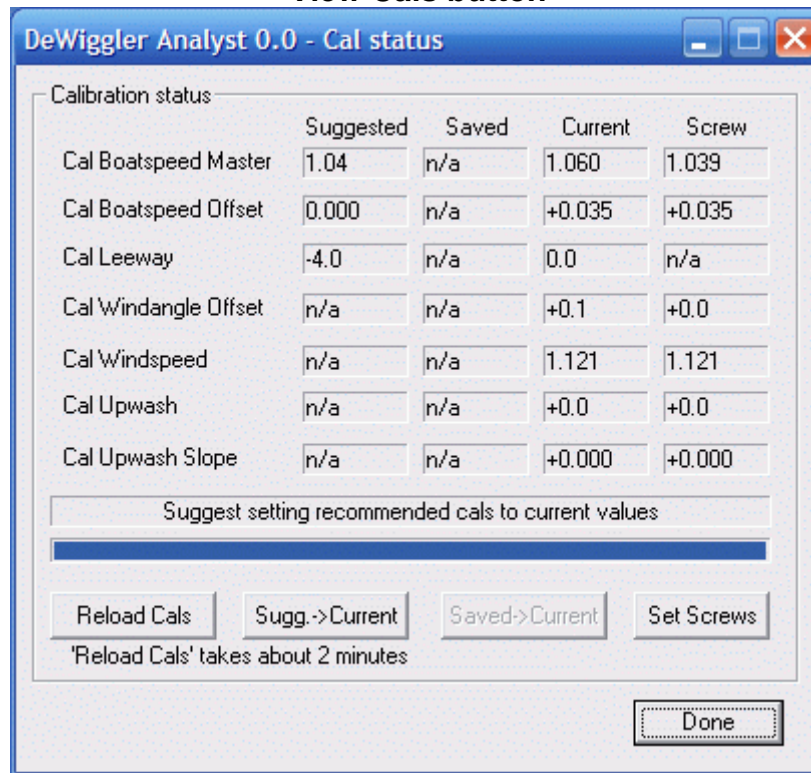 View Cals button
DeWiggler Analyst 0.0 - Cal status
Calibration status
Suggested Saved Current Screw
Cal Boatspeed Master 1.04 n/a 1.060 1.039
Cal Boatspeed Offset 0.000 n/a +0.035 +0.035
Cal Leeway -4.0 n/a 0.0 n/a
Cal Windangle Offset n/a n/a +0.1 +0.0
Cal Windspeed n/a n/a 1.121 1.121
Cal Upwash n/a n/a +0.0 +0.0
Cal Upwash Slope n/a n/a +0.000 +0.000
Suggest setting recommended cals to current values
Reload Cals Sugg.->Current Saved->Current Set Screws
'Reload Cals' takes about 2 minutes
Done